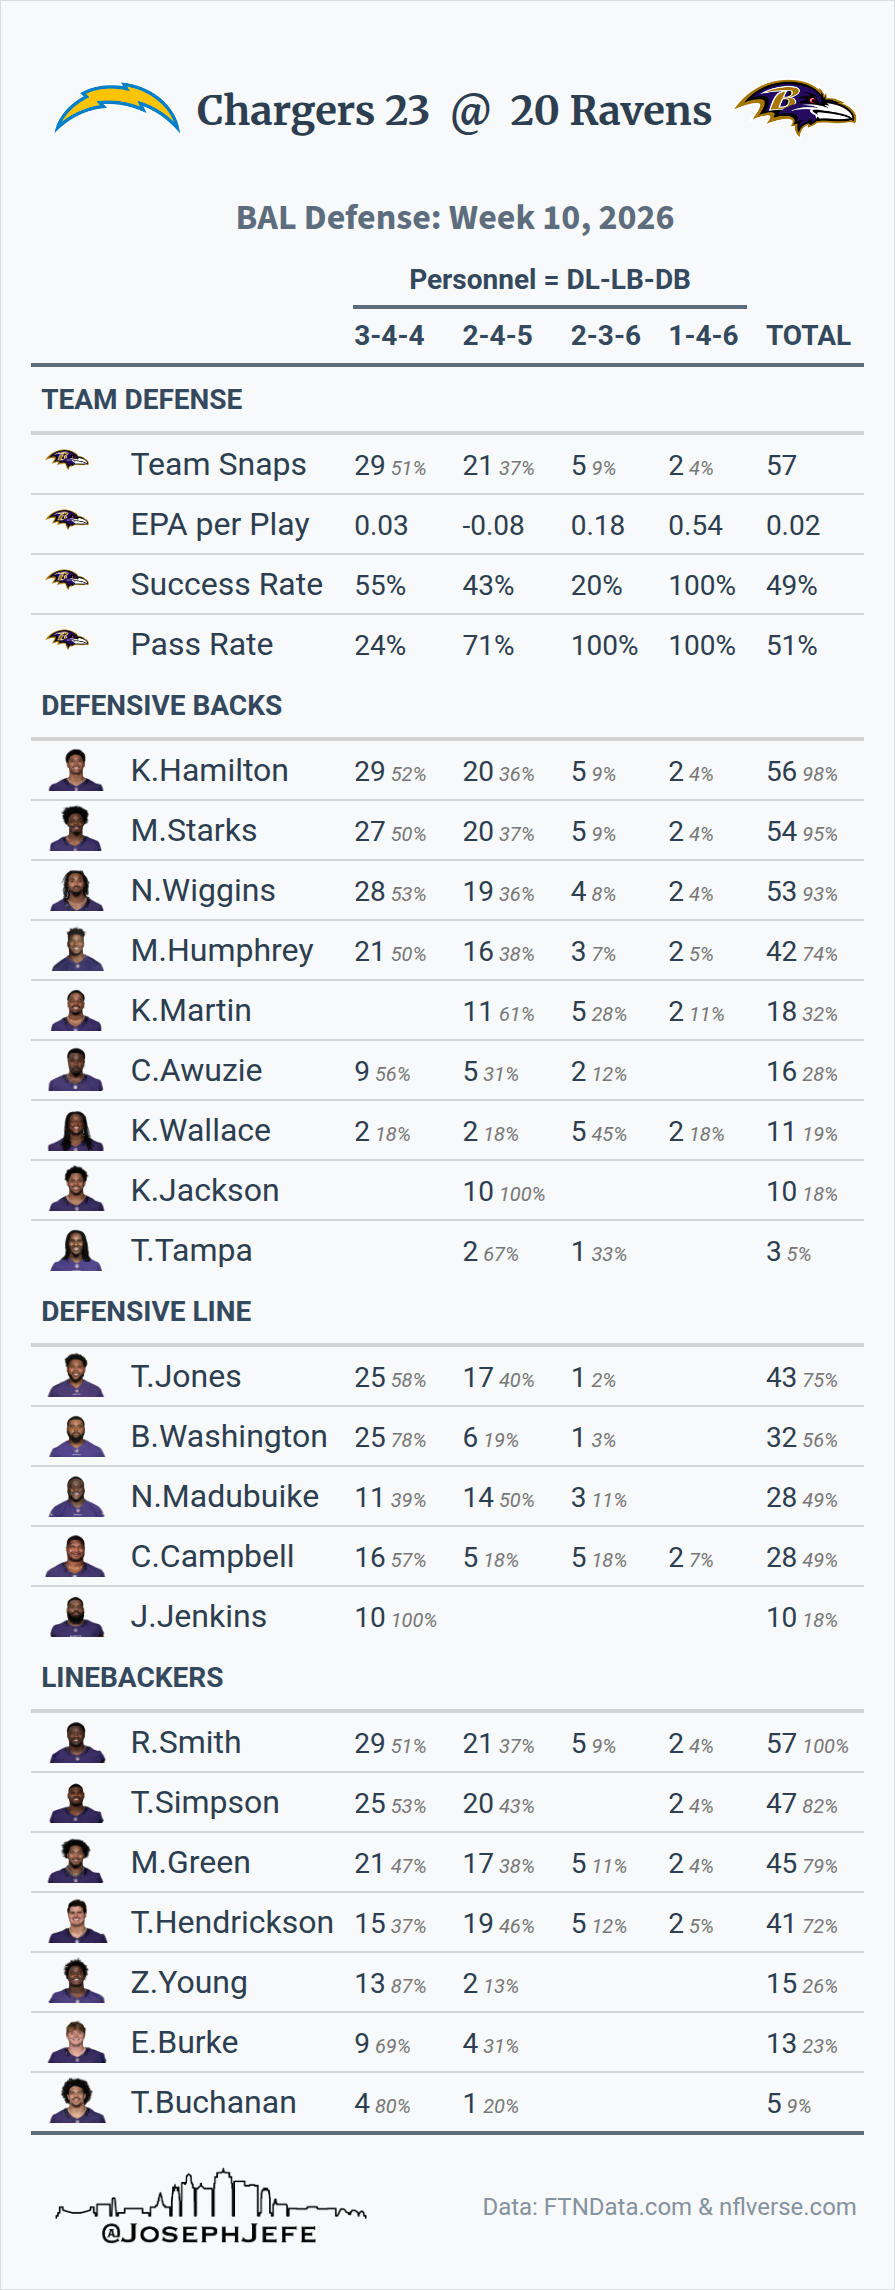 Chargers 23 @ 20 Ravens
BAL Defense: Week 10, 2026
Personnel = DL-LB-DB
3-4-4 2-4-5 2-3-6 1-4-6 TOTAL
TEAM DEFENSE
Team Snaps 29 51% 21 37% 5 9% 2 4% 57
EPA per Play 0.03 -0.08 0.18 0.54 0.02
Success Rate 55% 43% 20% 100% 49%
Pass Rate 24% 71% 100% 100% 51%
DEFENSIVE BACKS
K.Hamilton 29 52% 20 36% 5 9% 2 4% 56 98%
M.Starks 27 50% 20 37% 5 9% 2 4% 54 95%
N.Wiggins 28 53% 19 36% 4 8% 2 4% 53 93%
M.Humphrey 21 50% 16 38% 3 7% 2 5% 42 74%
K.Martin 11 61% 5 28% 2 11% 18 32%
C.Awuzie 9 56% 5 31% 2 12% 16 28%
K.Wallace 2 18% 2 18% 5 45% 2 18% 11 19%
K.Jackson 10 100% 10 18%
T.Tampa 2 67% 1 33% 3 5%
DEFENSIVE LINE
T.Jones 25 58% 17 40% 1 2% 43 75%
B.Washington 25 78% 6 19% 1 3% 32 56%
N.Madubuike 11 39% 14 50% 3 11% 28 49%
C.Campbell 16 57% 5 18% 5 18% 2 7% 28 49%
J.Jenkins 10 100% 10 18%
LINEBACKERS
R.Smith 29 51% 21 37% 5 9% 2 4% 57 100%
T.Simpson 25 53% 20 43% 2 4% 47 82%
M.Green 21 47% 17 38% 5 11% 2 4% 45 79%
T.Hendrickson 15 37% 19 46% 5 12% 2 5% 41 72%
Z.Young 13 87% 2 13% 15 26%
E.Burke 9 69% 4 31% 13 23%
T.Buchanan 4 80% 1 20% 5 9%
@JOSEPHJEFE
Data: FTNData.com & nflverse.com